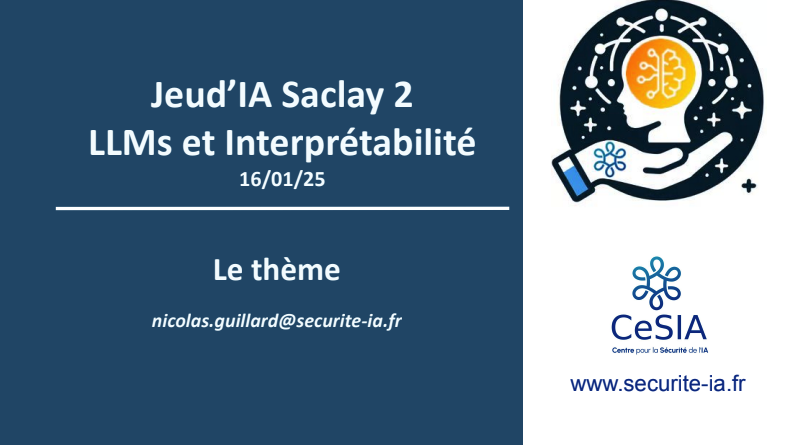 Jeud’IA Saclay 2
LLMs et Interprétabilité
16/01/25
Le thème
nicolas.guillard@securite-ia.fr
CeSIA
Centre pour la Sécurité de l'IA
www.securite-ia.fr